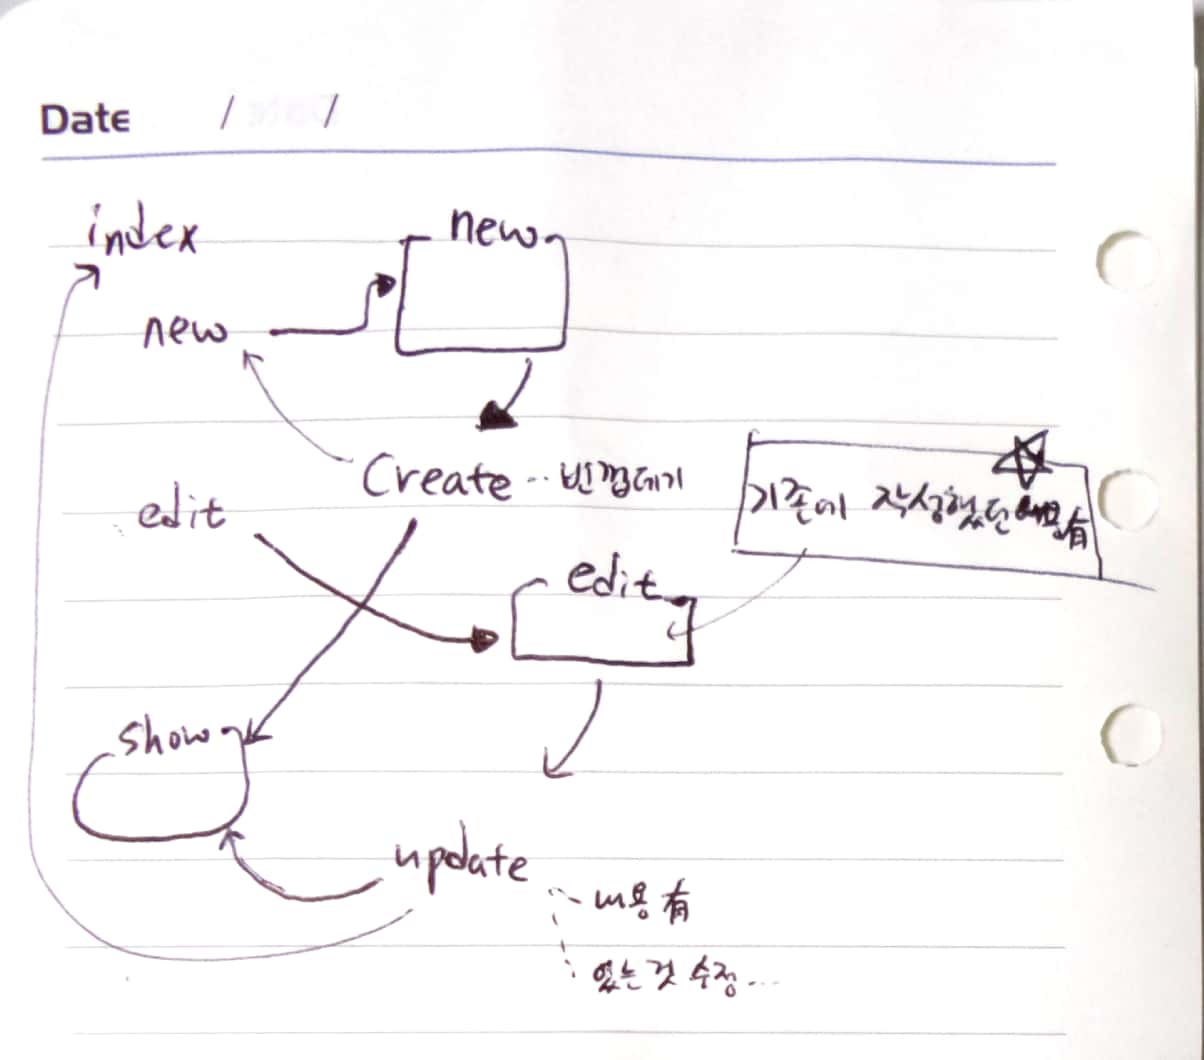 Date / /
index
new
new
Create ..빈껍데기
edit
기존에 작성했던 내용有
edit
show
update
내용 有
있는것 수정...